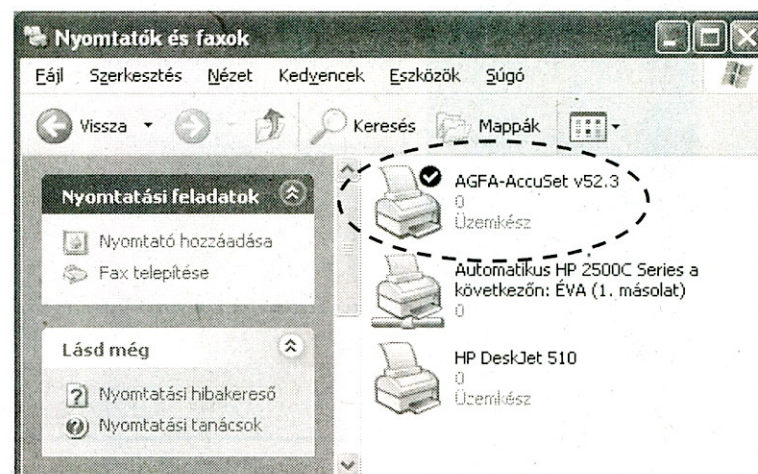 Nyomtatók és faxok
Fájl Szerkesztés Nézet Kedvencek Eszközök Súgó
Vissza Keresés Mappák
Nyomtatási feladatok
Nyomtató hozzáadása
Fax telepítése
Lásd még
Nyomtatási hibakereső
Nyomtatási tanácsok
AGFA-AccuSet v52.3
0
Üzemkész
Automatikus HP 2500C Series a
következőn: ÉVA (1. másolat)
0
HP DeskJet 510
0
Üzemkész